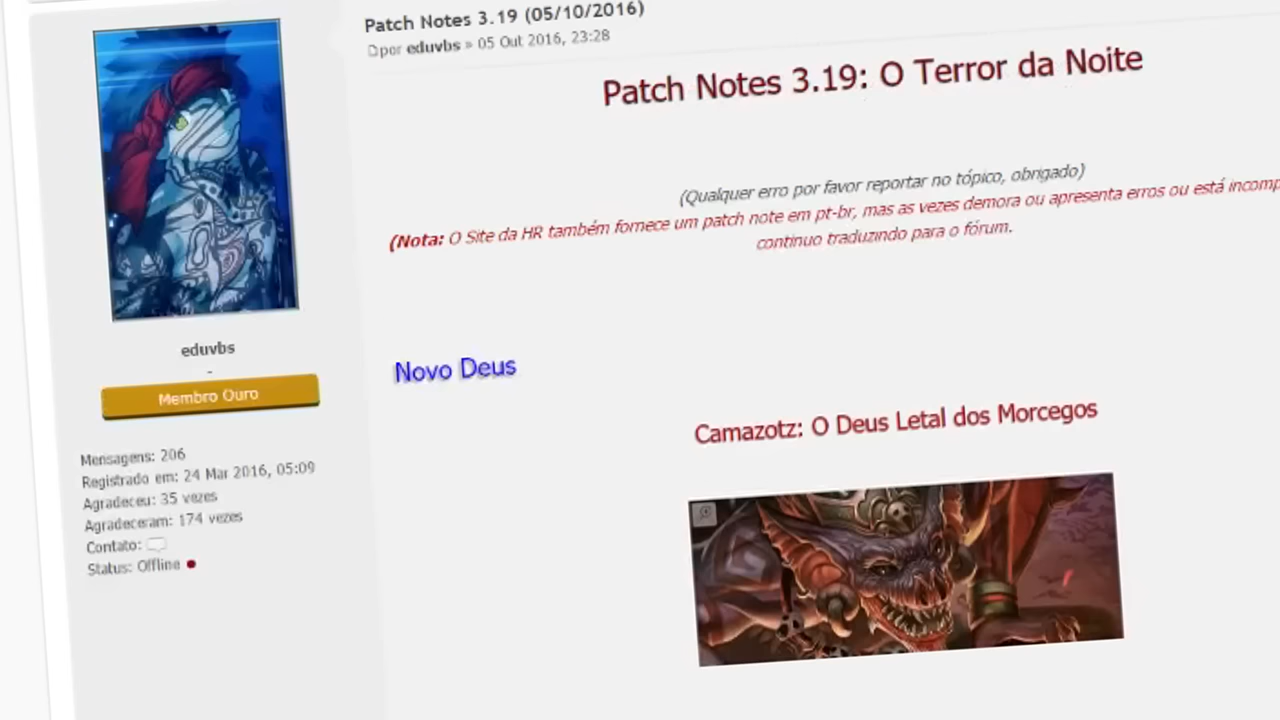 Patch Notes 3.19 (05/10/2016)
por eduvbs » 05 Out 2016, 23:28
Patch Notes 3.19: O Terror da Noite
(Qualquer erro por favor reportar no tópico, obrigado)
(Nota: O Site da HR também fornece um patch note em pt-br, mas as vezes demora ou apresenta erros ou está incomp
continuo traduzindo para o fórum.
eduvbs
-
Membro Ouro
Mensagens: 206
Registrado em: 24 Mar 2016, 05:09
Agradeceu: 35 vezes
Agradeceram: 174 vezes
Contato:
Status: Offline
Novo Deus
Camazotz: O Deus Letal dos Morcegos